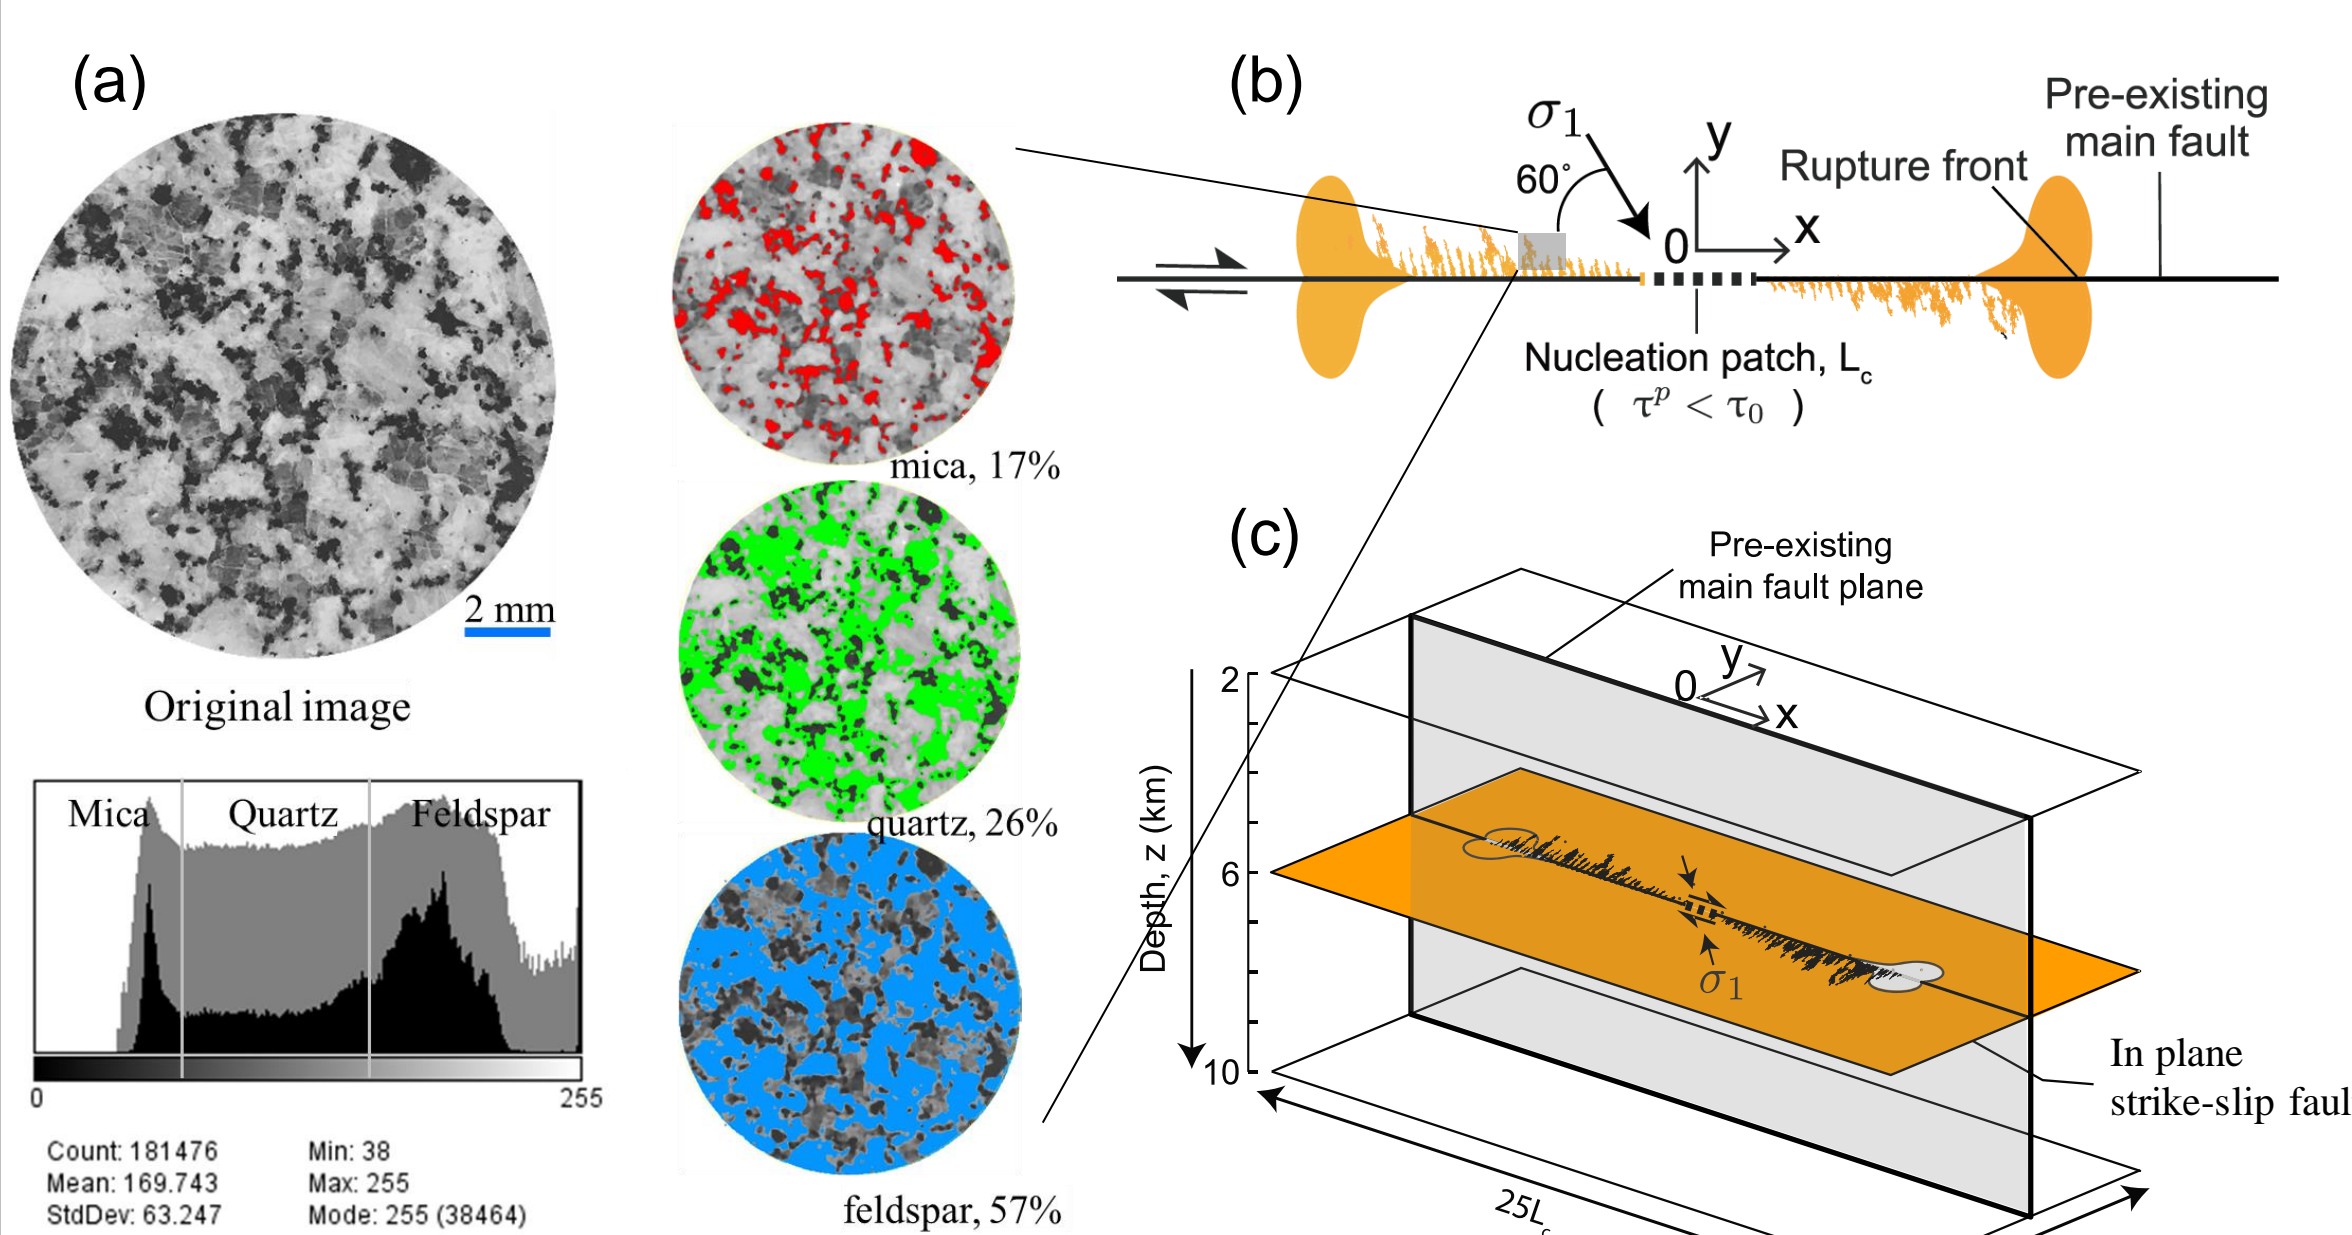 (a)
2 mm
Original image
Mica
Quartz
Feldspar
0
255
Count: 181476
Min: 38
Mean: 169.743
Max: 255
StdDev: 63.247
Mode: 255 (38464)
mica, 17%
quartz, 26%
feldspar, 57%
(b)
σ₁
60°
y
0
x
Rupture front
Pre-existing
main fault
Nucleation patch, L_c
( τᵖ < τ₀ )
(c)
Pre-existing
main fault plane
y
0
x
Depth, z (km)
2
6
10
σ₁
In plane
strike-slip faul
25L_c